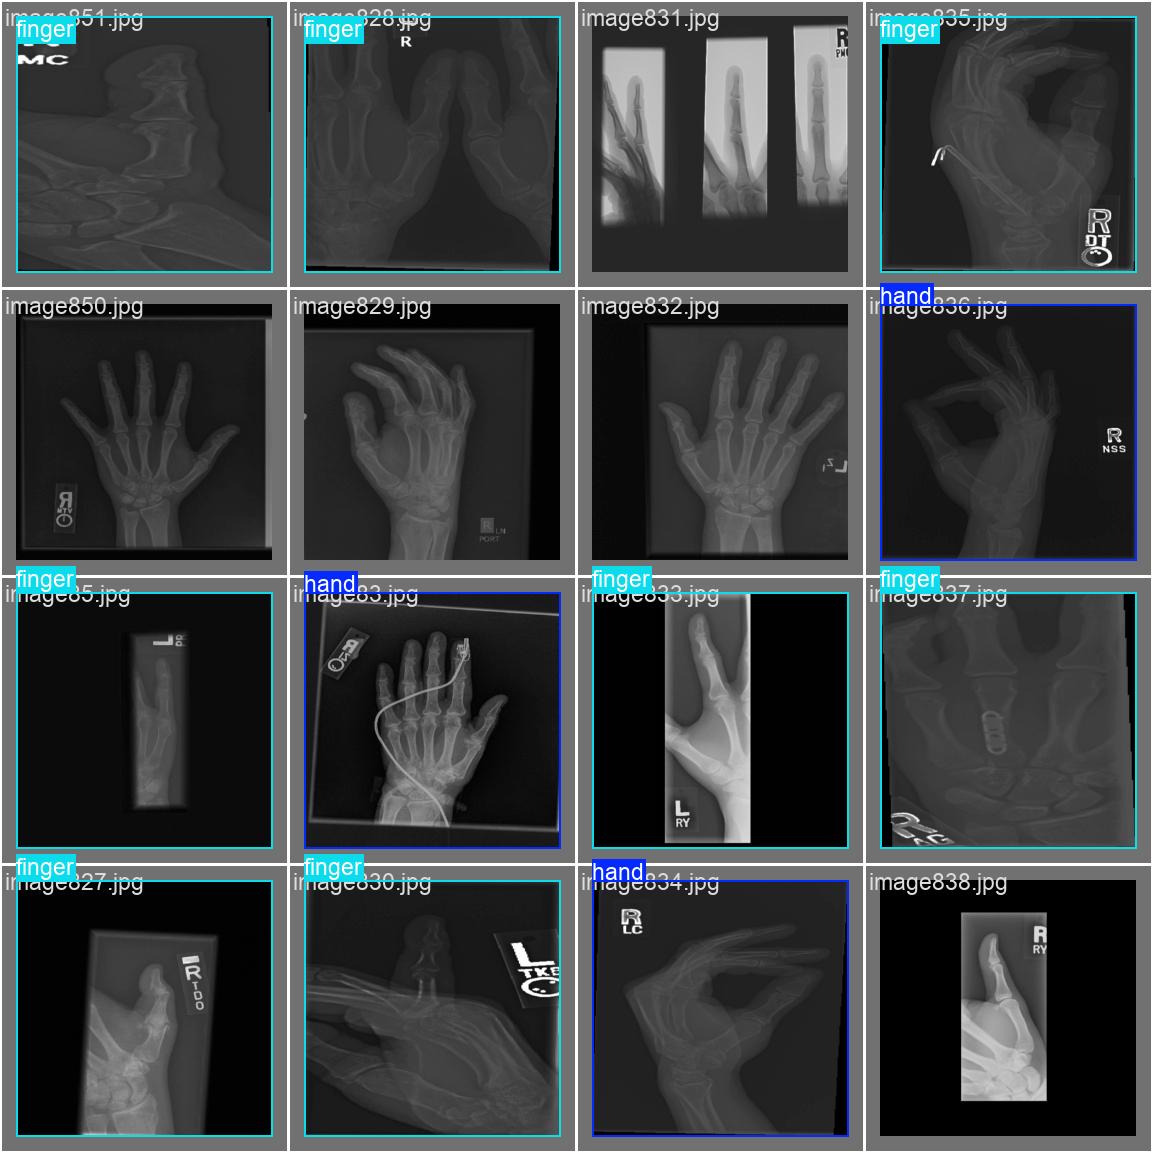 image851.jpg
finger
MC
image828.jpg
finger
R
image831.jpg
R
image835.jpg
finger
R
DT
image850.jpg
image829.jpg
R LN
PORT
image832.jpg
L
image836.jpg
hand
R
NSS
image85.jpg
finger
L
image83.jpg
hand
image833.jpg
finger
L
RY
image837.jpg
finger
image827.jpg
finger
R
TDO
image830.jpg
finger
L
TKE
image834.jpg
hand
R
LC
image838.jpg
R
RY